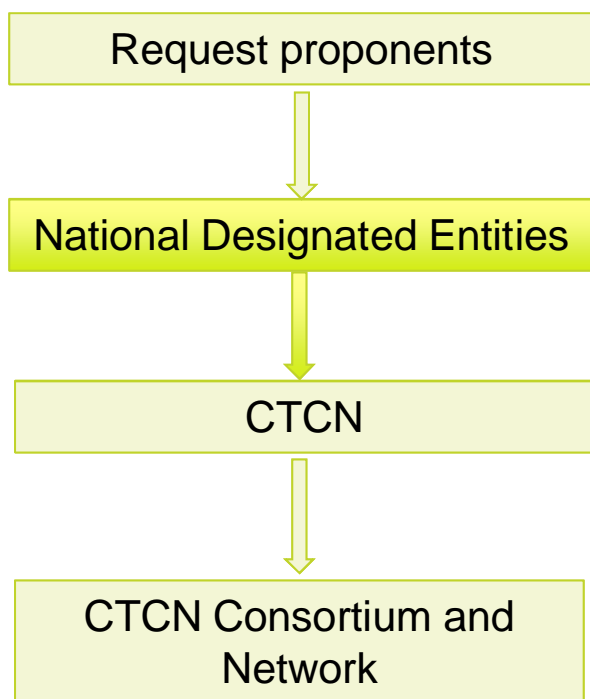 Request proponents
National Designated Entities
CTCN
CTCN Consortium and
Network